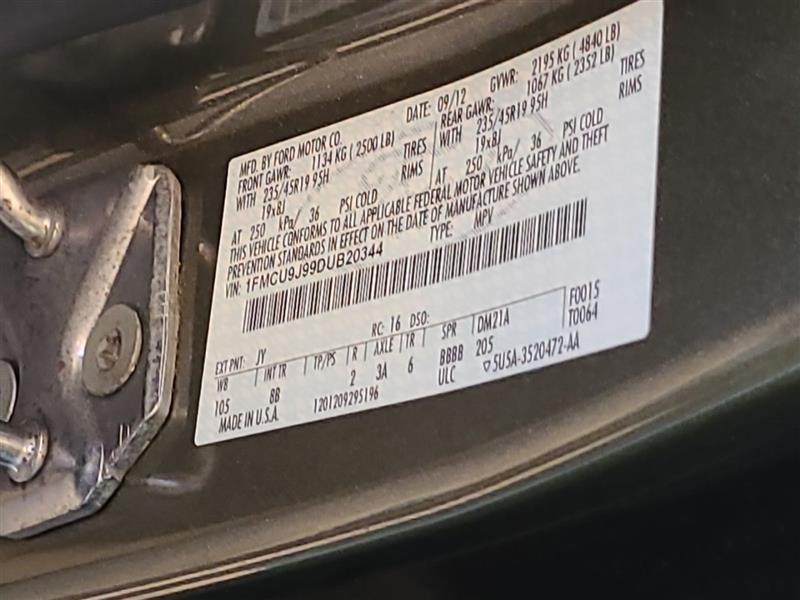 MFD. BY FORD MOTOR CO. DATE: 09/12 GVWR: 2195 KG ( 4840 LB)
FRONT GAWR: 1134 KG ( 2500 LB) REAR GAWR: 1067 KG ( 2352 LB)
WITH 235/45R19 95H TIRES WITH 235/45R19 95H TIRES
19x8J RIMS 19x8J RIMS
AT 250 kPa/ 36 PSI COLD AT 250 kPa/ 36 PSI COLD
THIS VEHICLE CONFORMS TO ALL APPLICABLE FEDERAL MOTOR VEHICLE SAFETY AND THEFT
PREVENTION STANDARDS IN EFFECT ON THE DATE OF MANUFACTURE SHOWN ABOVE.
VIN: 1FMCU9J99DUB20344 TYPE: MPV
EXT PNT: JV RC: 16 DSO: F0015
WB INT TR TP/PS R AXLE TR SPR DM21A T0064
105 8B 2 3A 6 BBBB 205
MADE IN U.S.A. 1201209295196 ULC ▽5U5A-3520472-AA